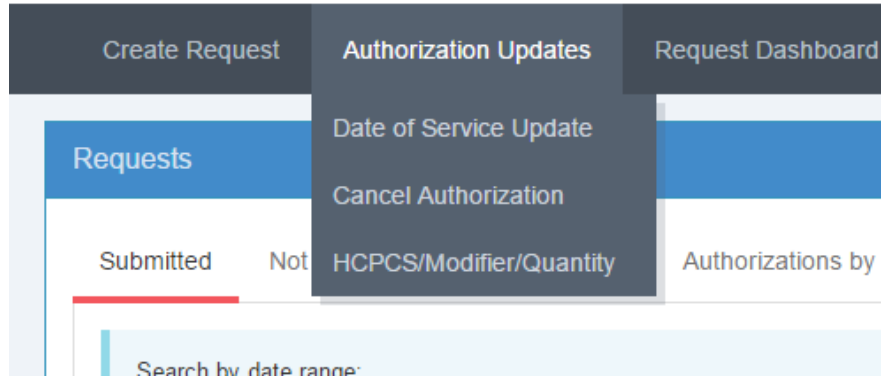 Create Request Authorization Updates Request Dashboard
Date of Service Update
Requests
Cancel Authorization
Submitted Not HCPCS/Modifier/Quantity Authorizations by
Search by date range: